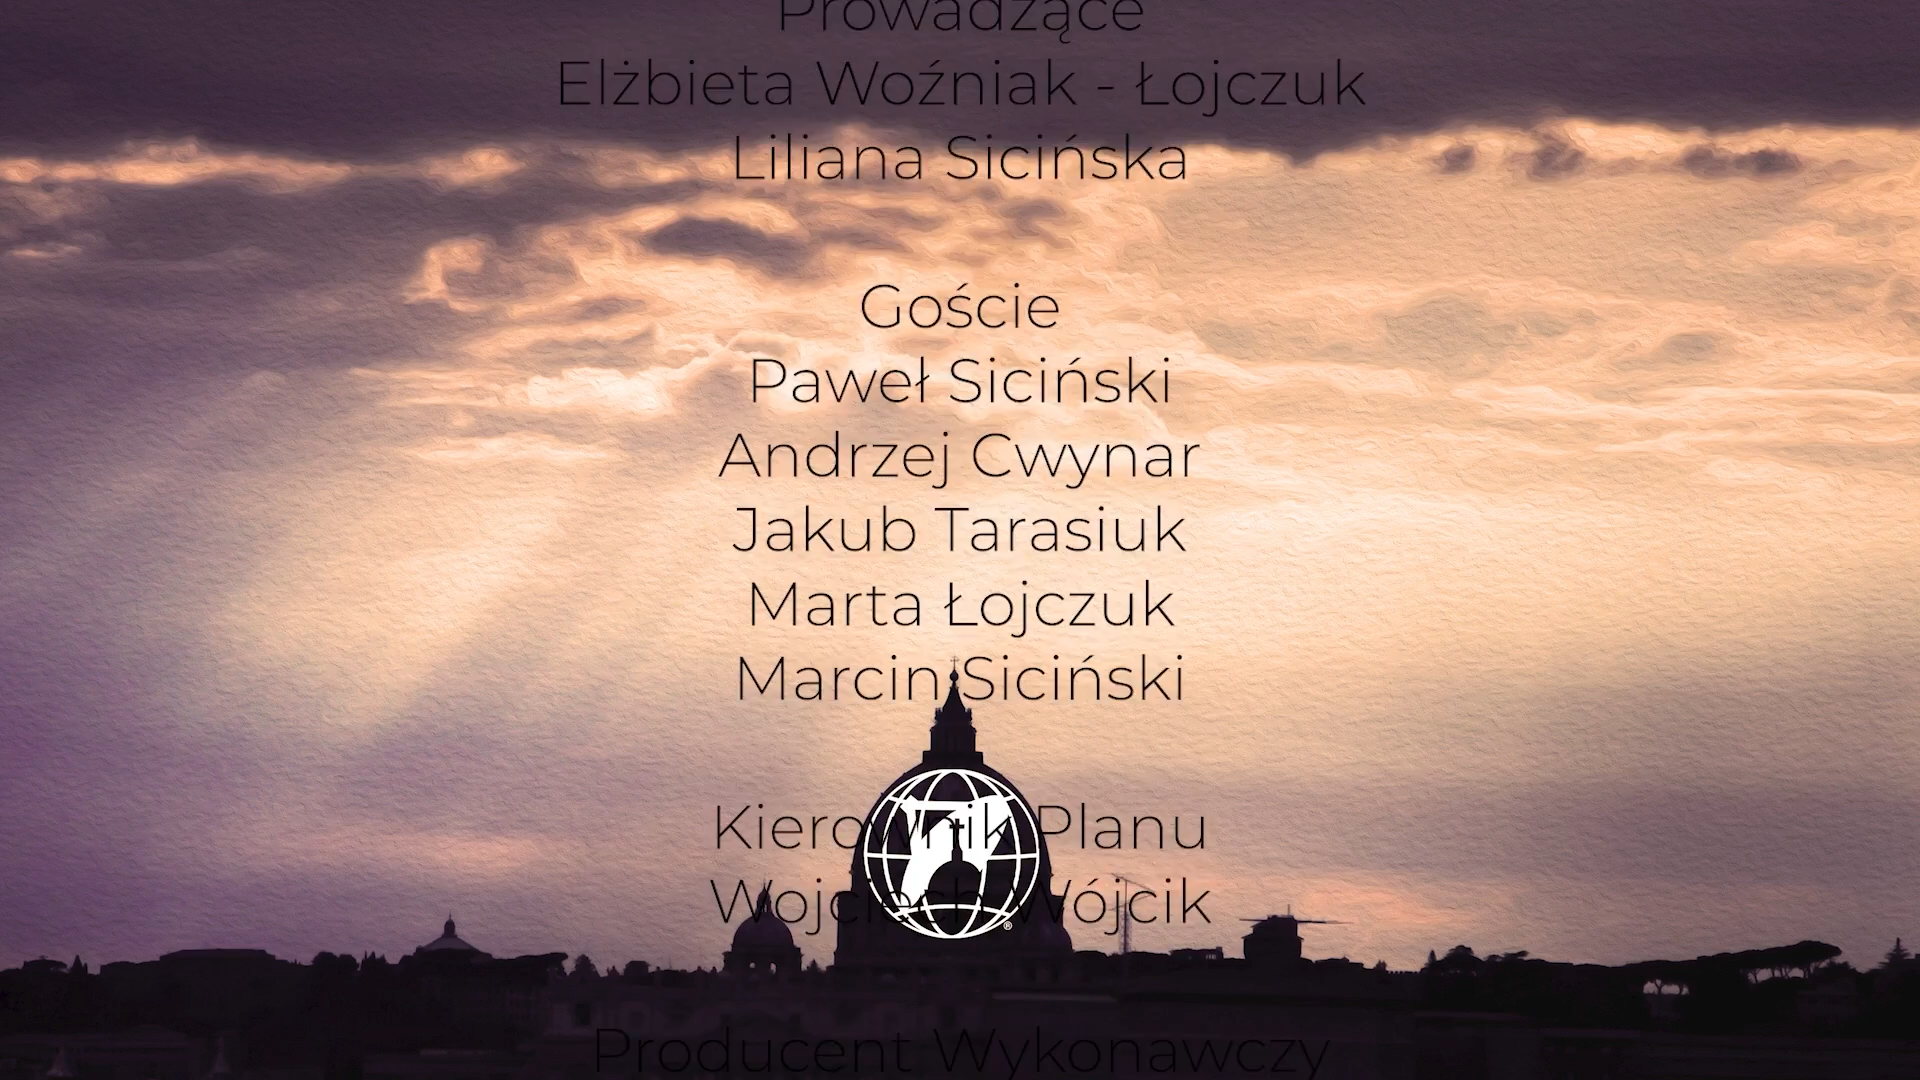 Prowadzące
Elżbieta Woźniak - Łojczuk
Liliana Sicińska
Goście
Paweł Siciński
Andrzej Cwynar
Jakub Tarasiuk
Marta Łojczuk
Marcin Siciński
Kierownik Planu
Wojciech Wójcik
®
Producent Wykonawczy